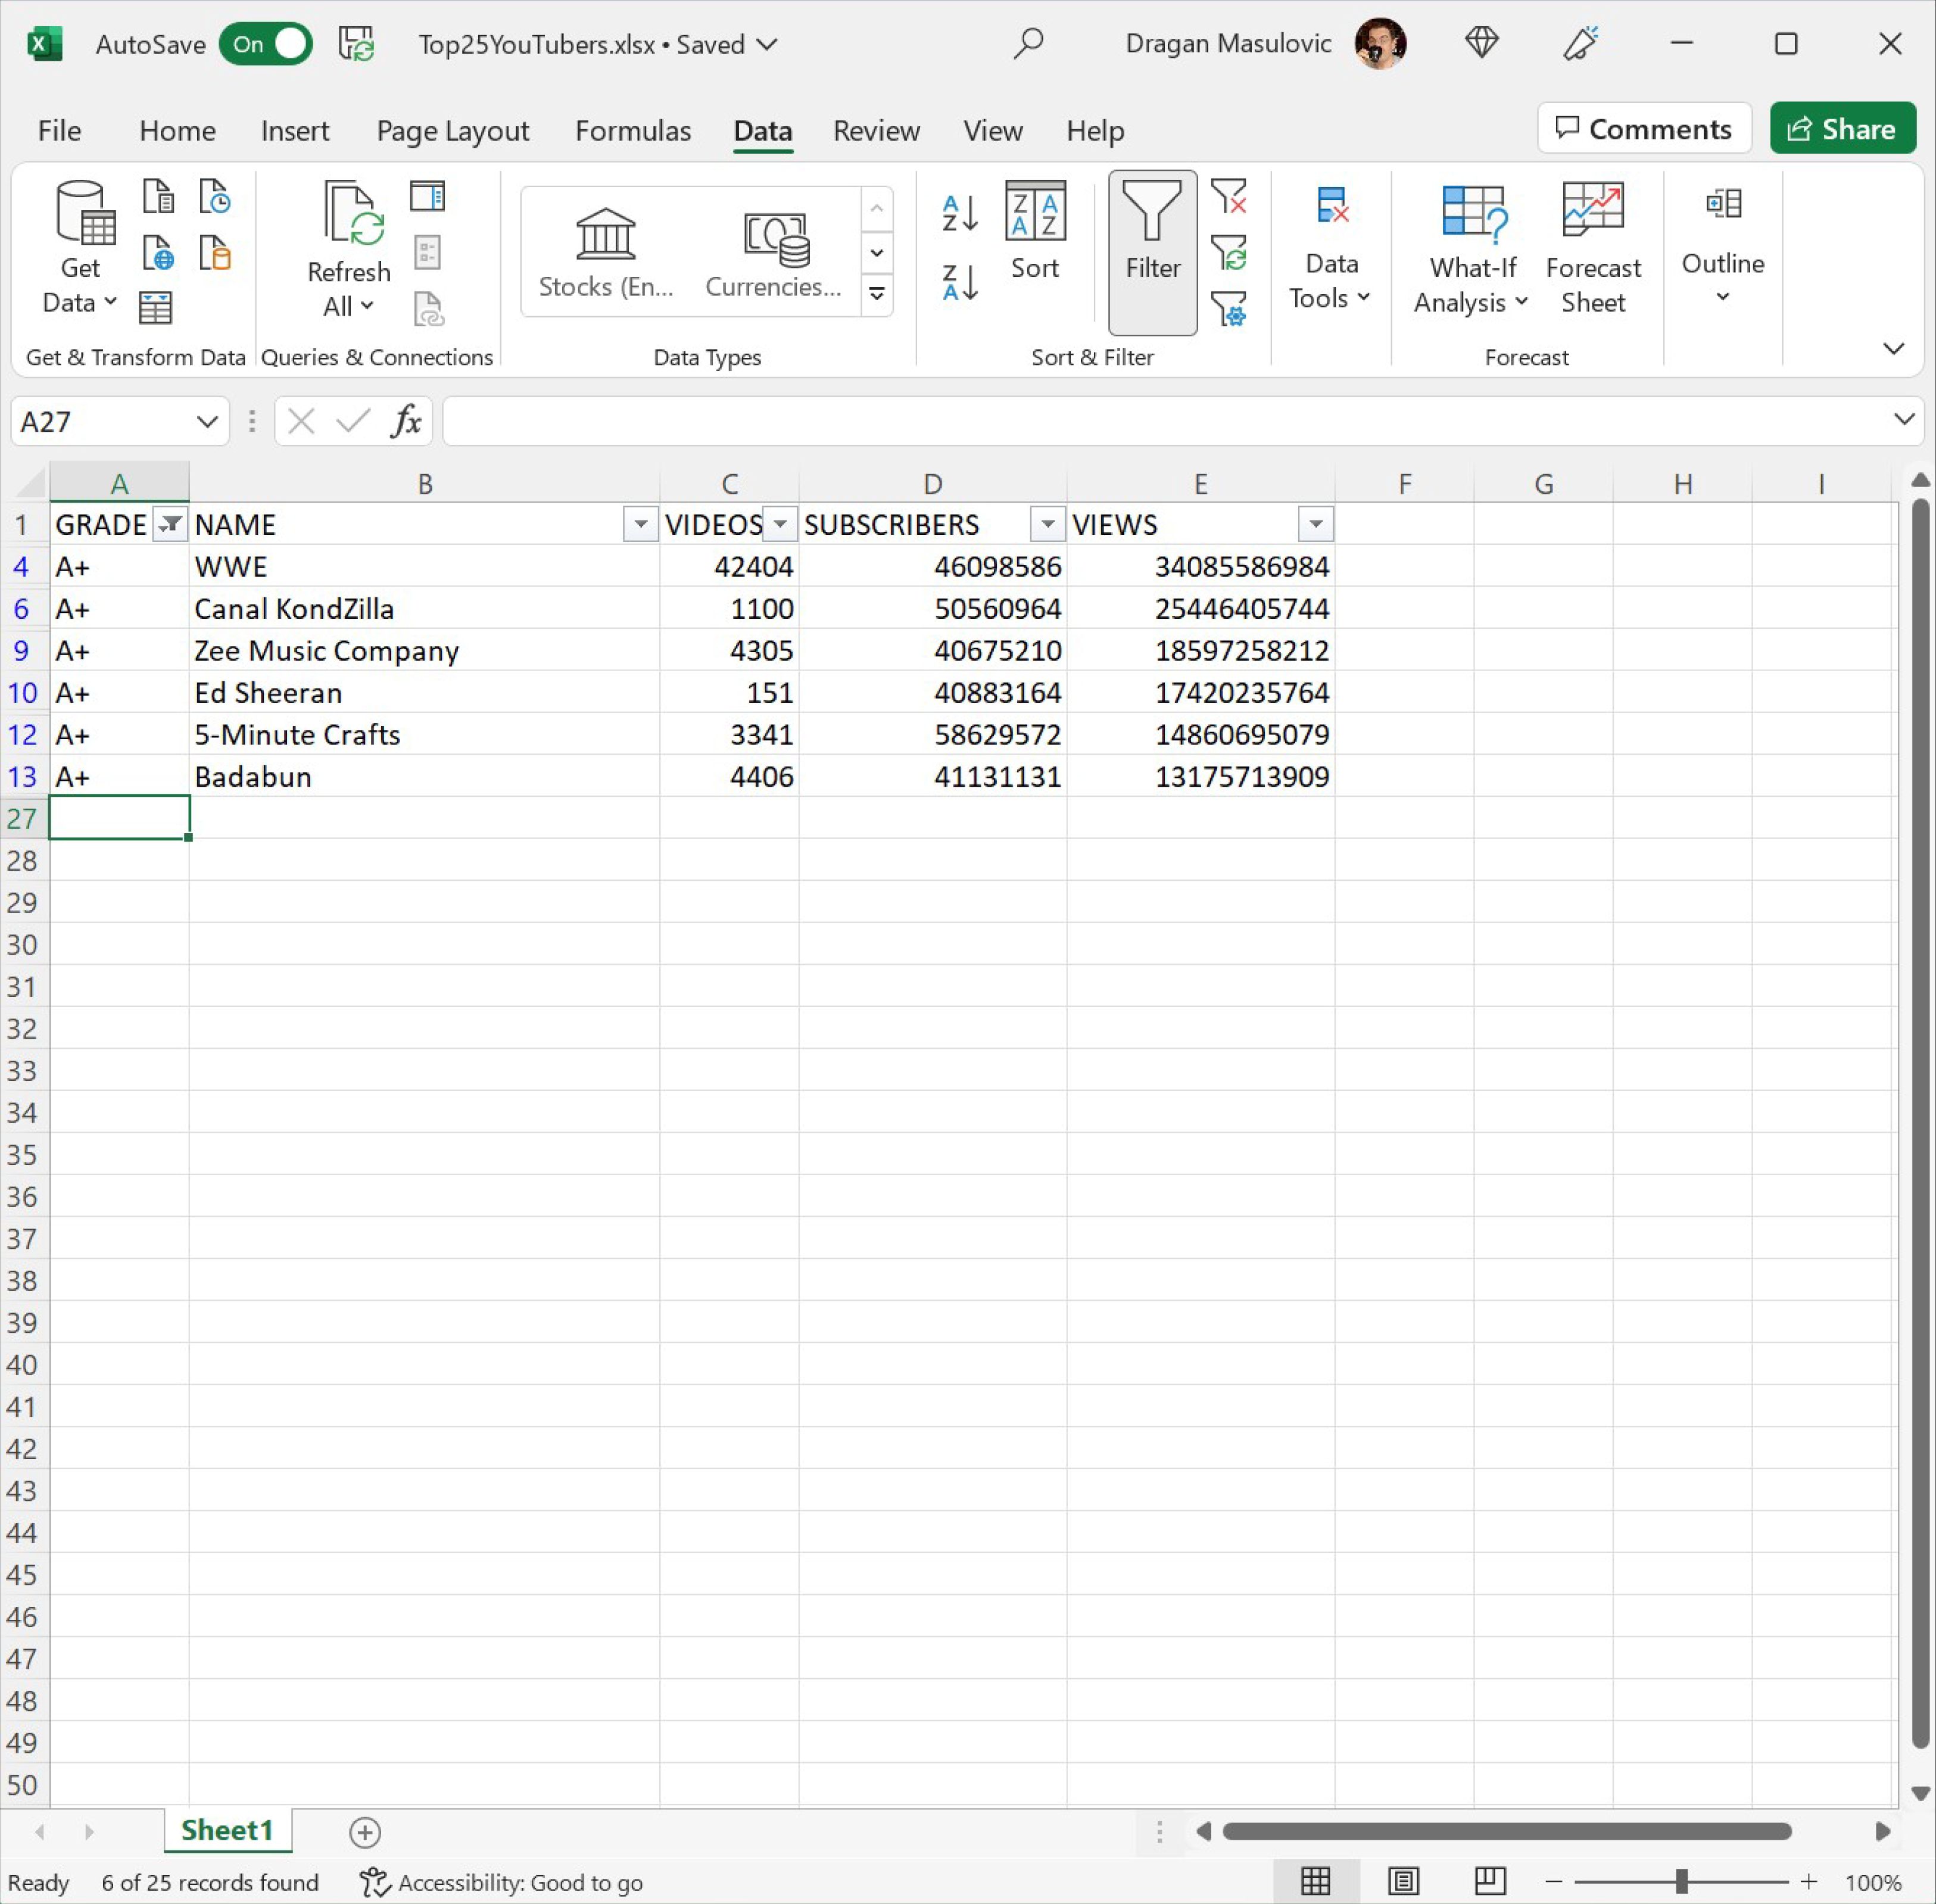 AutoSave On Top25YouTubers.xlsx • Saved Dragan Masulovic
File Home Insert Page Layout Formulas Data Review View Help Comments Share
Get Data
Refresh All
Stocks (En... Currencies...
A Z
Z A
Z A A Z
Sort
Filter
Data Tools
What-If Analysis
Forecast Sheet
Outline
Get & Transform Data Queries & Connections Data Types Sort & Filter Forecast
A27 fx
A B C D E F G H I
1 GRADE NAME VIDEOS SUBSCRIBERS VIEWS
4 A+ WWE 42404 46098586 34085586984
6 A+ Canal KondZilla 1100 50560964 25446405744
9 A+ Zee Music Company 4305 40675210 18597258212
10 A+ Ed Sheeran 151 40883164 17420235764
12 A+ 5-Minute Crafts 3341 58629572 14860695079
13 A+ Badabun 4406 41131131 13175713909
27
28
29
30
31
32
33
34
35
36
37
38
39
40
41
42
43
44
45
46
47
48
49
50
Sheet1
Ready 6 of 25 records found Accessibility: Good to go 100%